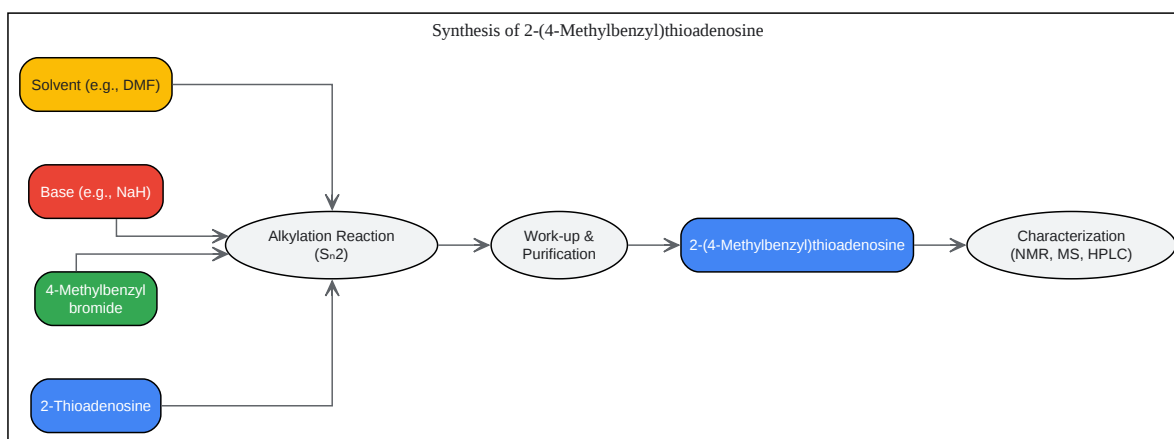 Synthesis of 2-(4-Methylbenzyl)thioadenosine
Solvent (e.g., DMF)
Base (e.g., NaH)
4-Methylbenzyl
bromide
2-Thioadenosine
Alkylation Reaction
(Sₙ2)
Work-up &
Purification
2-(4-Methylbenzyl)thioadenosine
Characterization
(NMR, MS, HPLC)